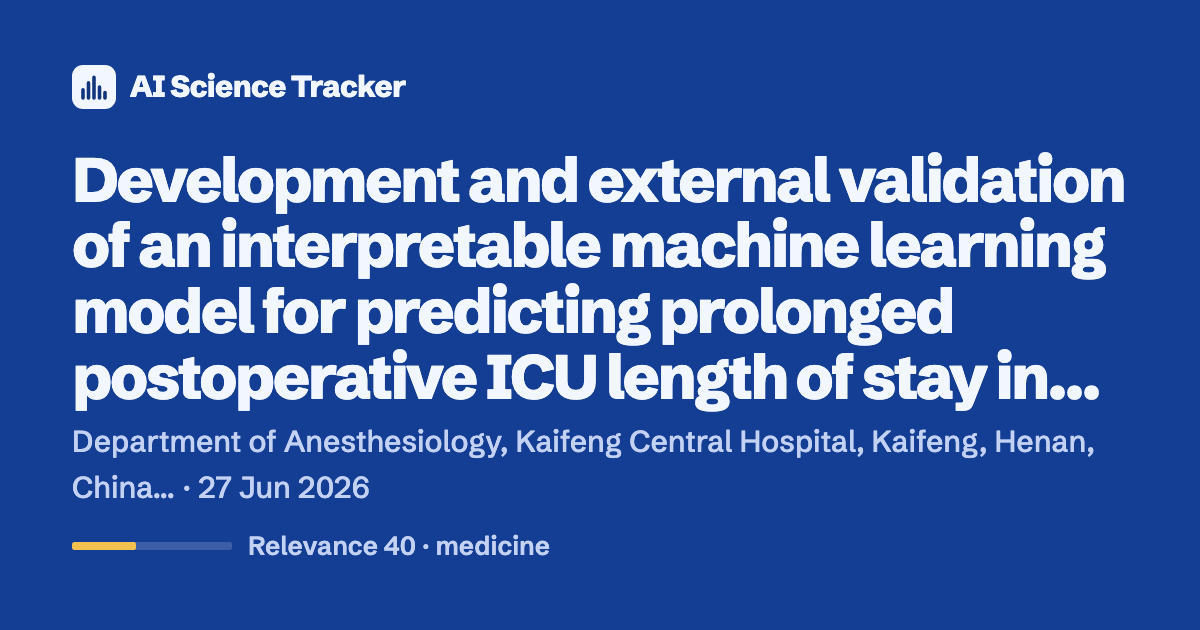 AI Science Tracker
Development and external validation
of an interpretable machine learning
model for predicting prolonged
postoperative ICU length of stay in...
Department of Anesthesiology, Kaifeng Central Hospital, Kaifeng, Henan,
China... · 27 Jun 2026
Relevance 40 · medicine